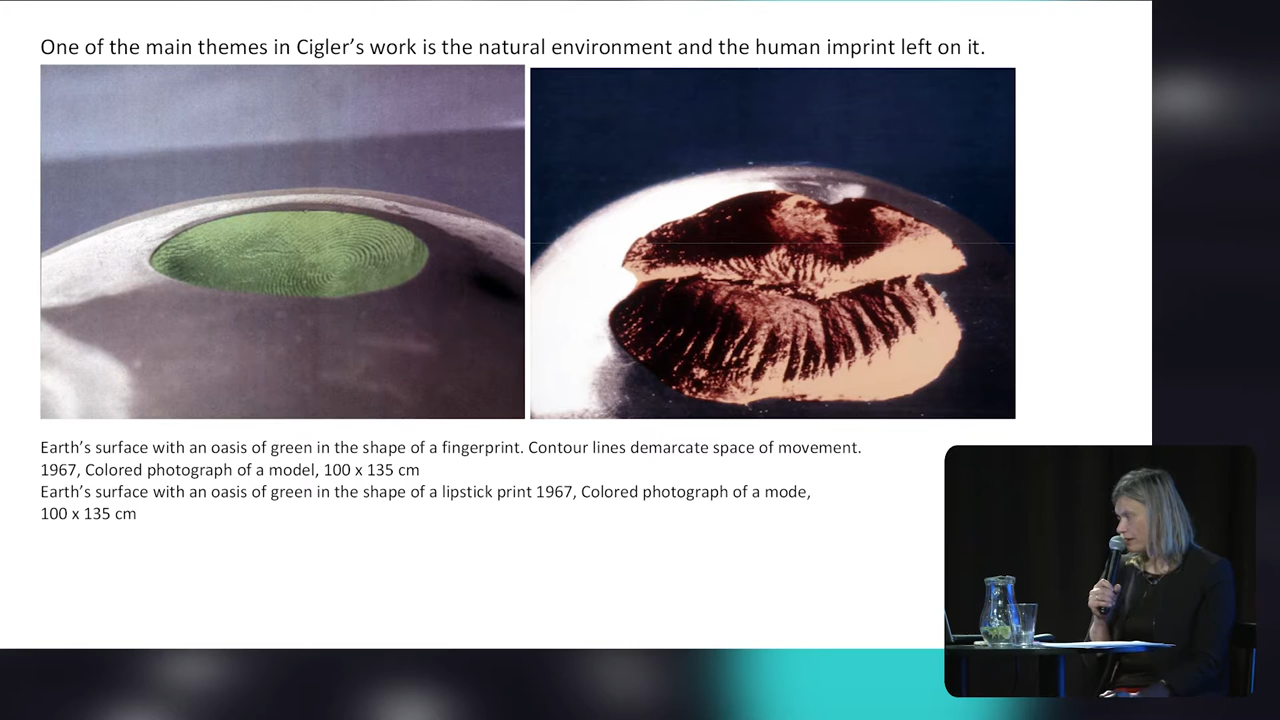 One of the main themes in Cigler’s work is the natural environment and the human imprint left on it.
Earth’s surface with an oasis of green in the shape of a fingerprint. Contour lines demarcate space of movement.
1967, Colored photograph of a model, 100 x 135 cm
Earth’s surface with an oasis of green in the shape of a lipstick print 1967, Colored photograph of a mode,
100 x 135 cm